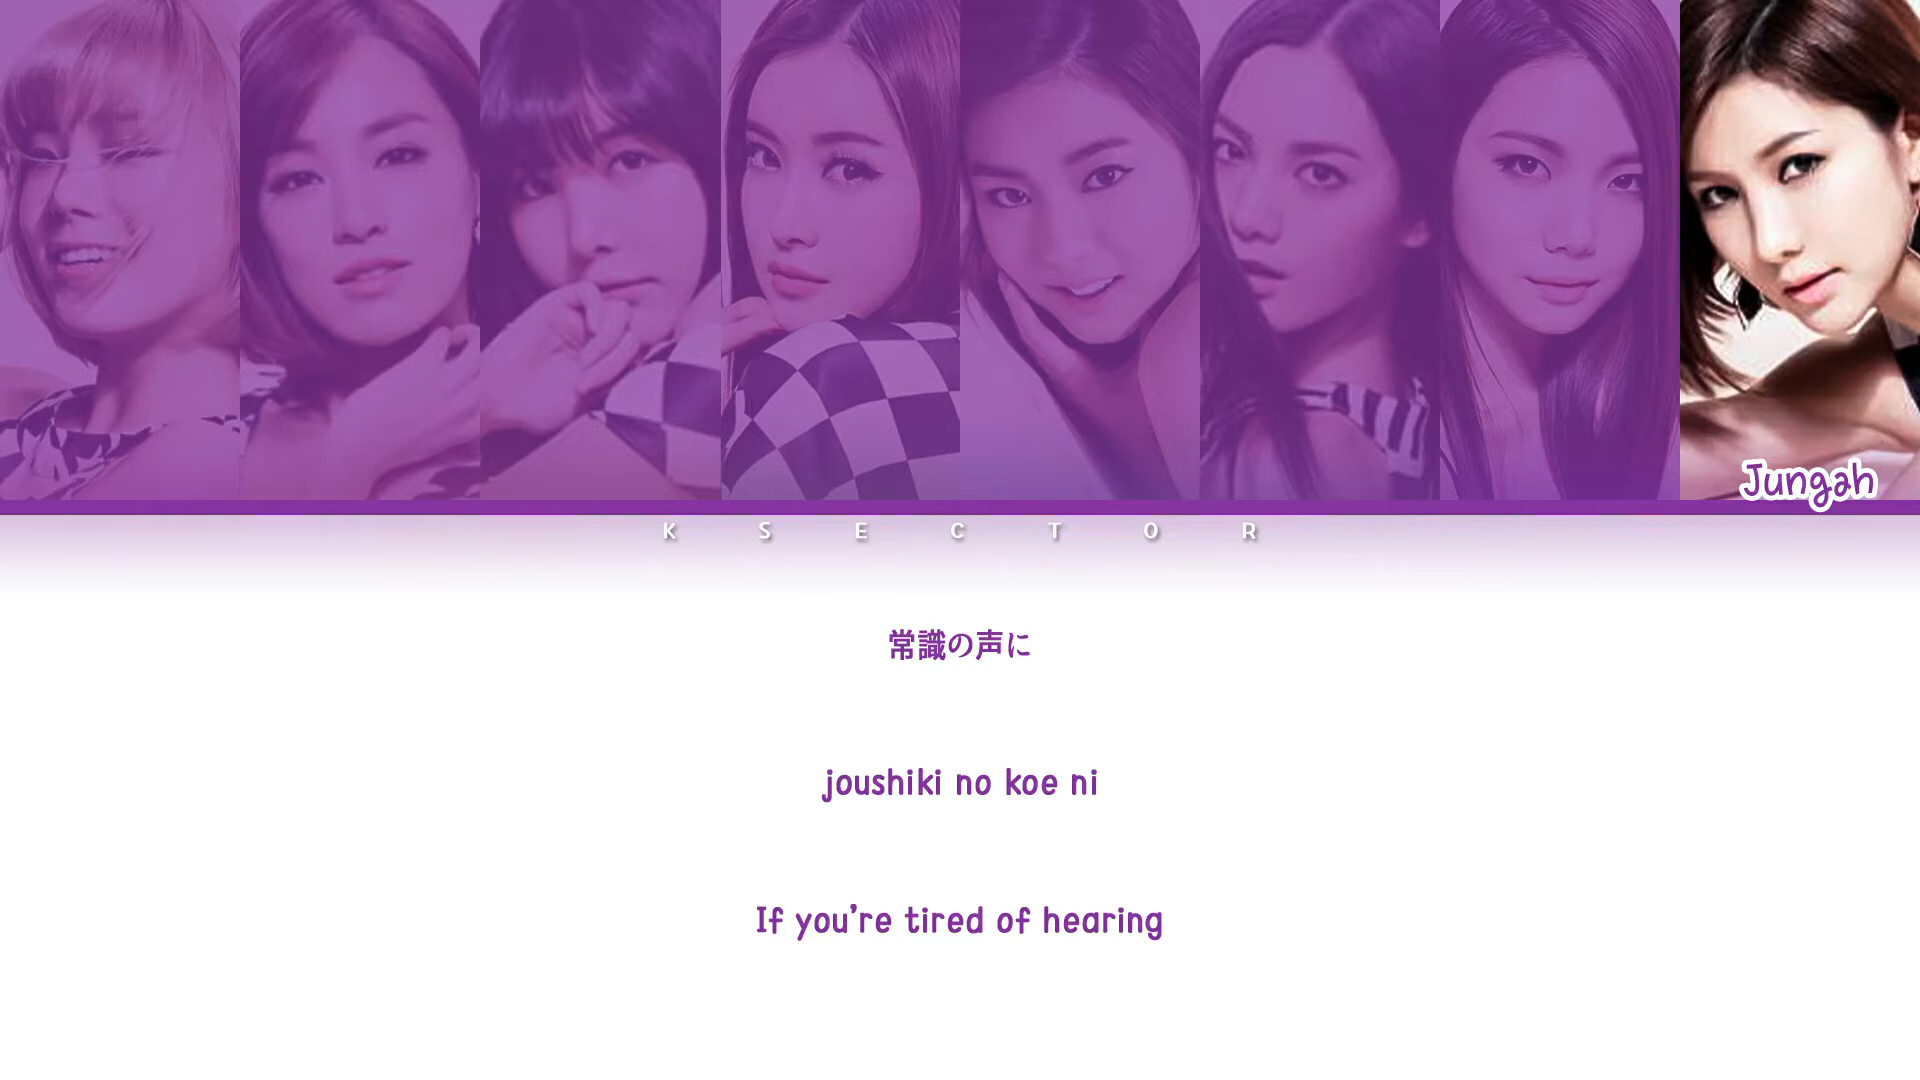 Jungah
K S E C T O R
常識の声に
joushiki no koe ni
If you're tired of hearing